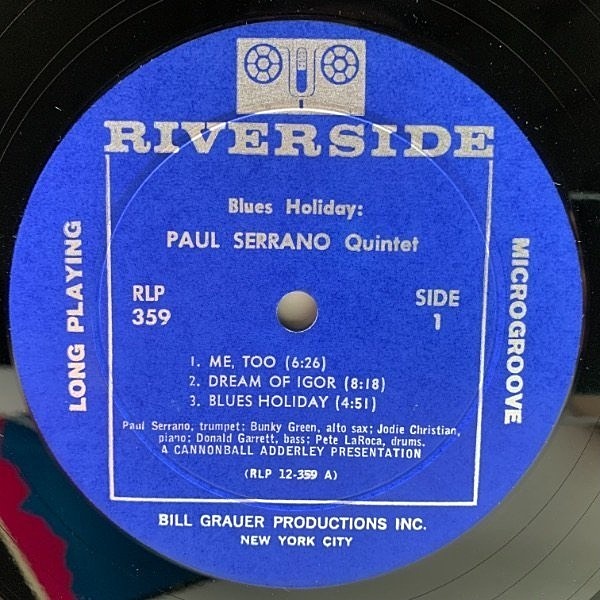 RIVERSIDE
Blues Holiday:
PAUL SERRANO Quintet
LONG PLAYING
MICROGROOVE
RLP
359
SIDE
1
1. ME, TOO (6:26)
2. DREAM OF IGOR (8:18)
3. BLUES HOLIDAY (4:51)
Paul Serrano, trumpet; Bunky Green, alto sax; Jodie Christian,
piano; Donald Garrett, bass; Pete LaRoca, drums.
A CANNONBALL ADDERLEY PRESENTATION
(RLP 12-359 A)
BILL GRAUER PRODUCTIONS INC.
NEW YORK CITY